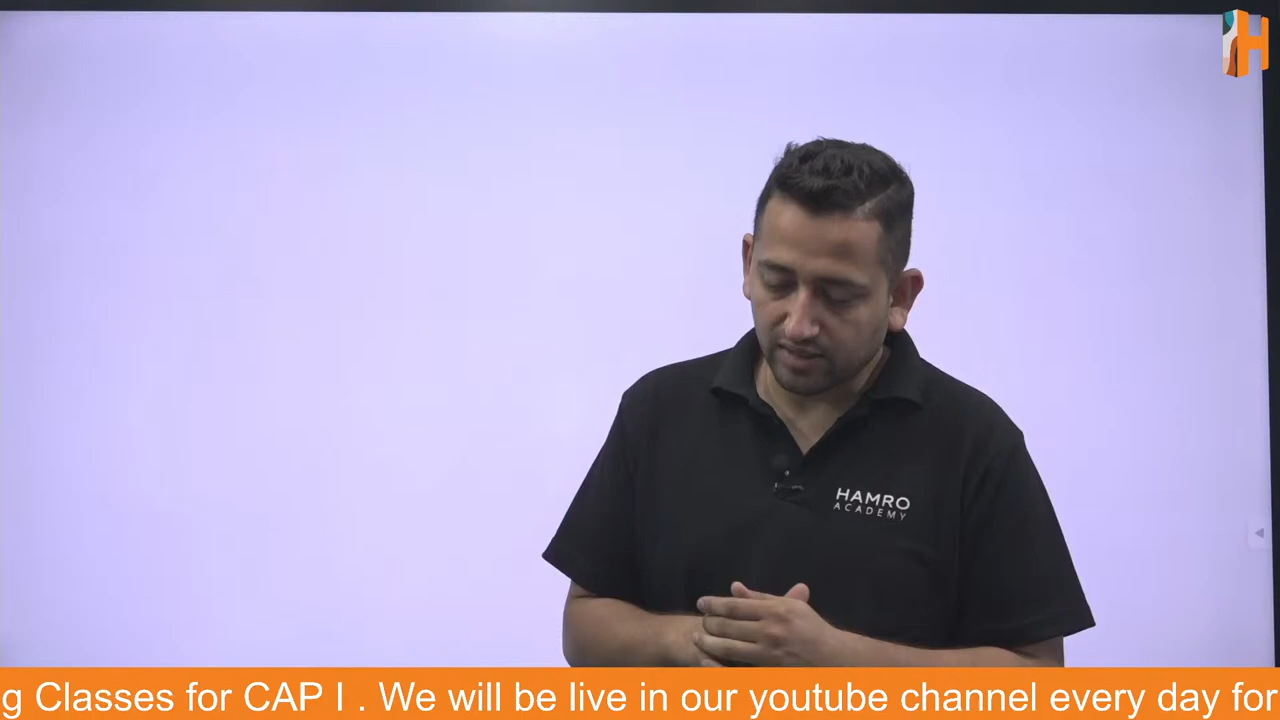 H
HAMRO
ACADEMY
g Classes for CAP I . We will be live in our youtube channel every day for